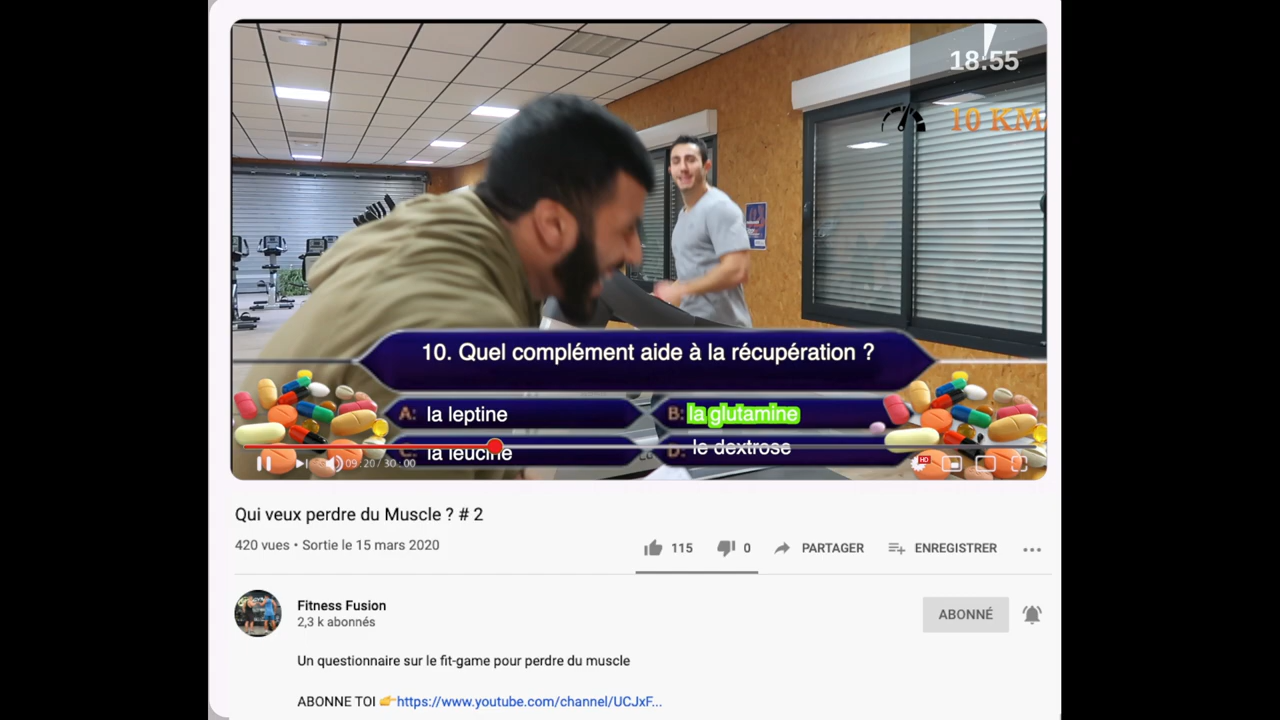 18:55
10 KM
10. Quel complément aide à la récupération ?
A: la leptine
B: la glutamine
C: la leucine
D: le dextrose
09:20 / 30:00
HD
Qui veux perdre du Muscle ? # 2
420 vues • Sortie le 15 mars 2020
115
0
PARTAGER
ENREGISTRER
Fitness Fusion
2,3 k abonnés
ABONNÉ
Un questionnaire sur le fit-game pour perdre du muscle
ABONNE TOI 👉https://www.youtube.com/channel/UCJxF...